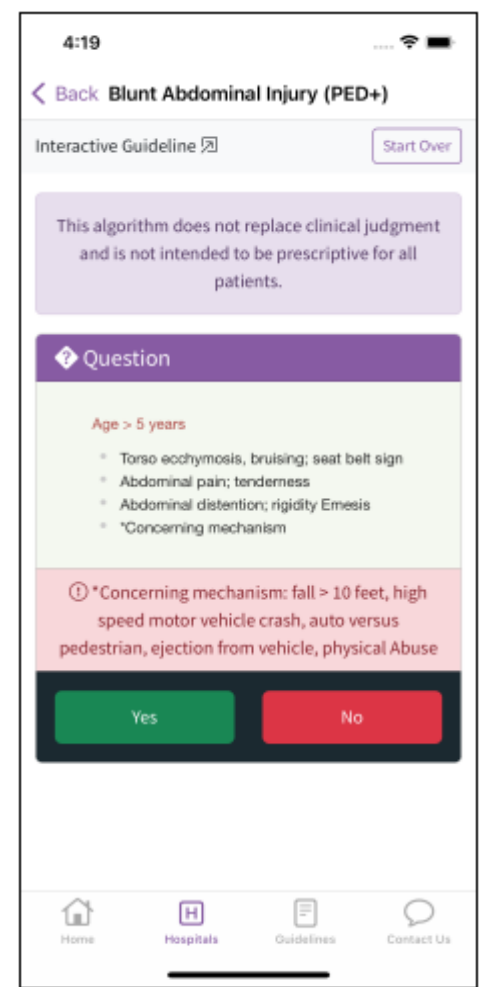 4:19
Back Blunt Abdominal Injury (PED+)
Interactive Guideline
Start Over
This algorithm does not replace clinical judgment
and is not intended to be prescriptive for all
patients.
Question
Age > 5 years
Torso ecchymosis, bruising; seat belt sign
Abdominal pain; tenderness
Abdominal distention; rigidity Emesis
*Concerning mechanism
*Concerning mechanism: fall > 10 feet, high
speed motor vehicle crash, auto versus
pedestrian, ejection from vehicle, physical Abuse
Yes No
Home Hospitals Guidelines Contact Us